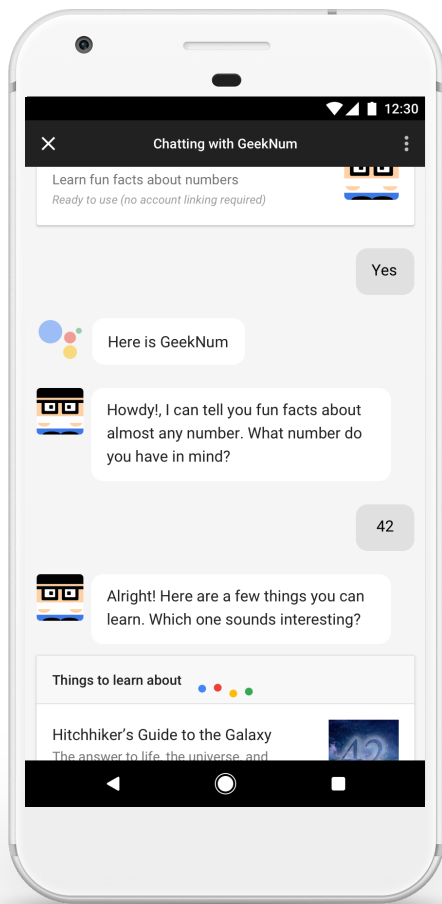 12:30
Chatting with GeekNum
Learn fun facts about numbers
Ready to use (no account linking required)
Yes
Here is GeekNum
Howdy!, I can tell you fun facts about
almost any number. What number do
you have in mind?
42
Alright! Here are a few things you can
learn. Which one sounds interesting?
Things to learn about
Hitchhiker's Guide to the Galaxy
The answer to life, the universe, and
42